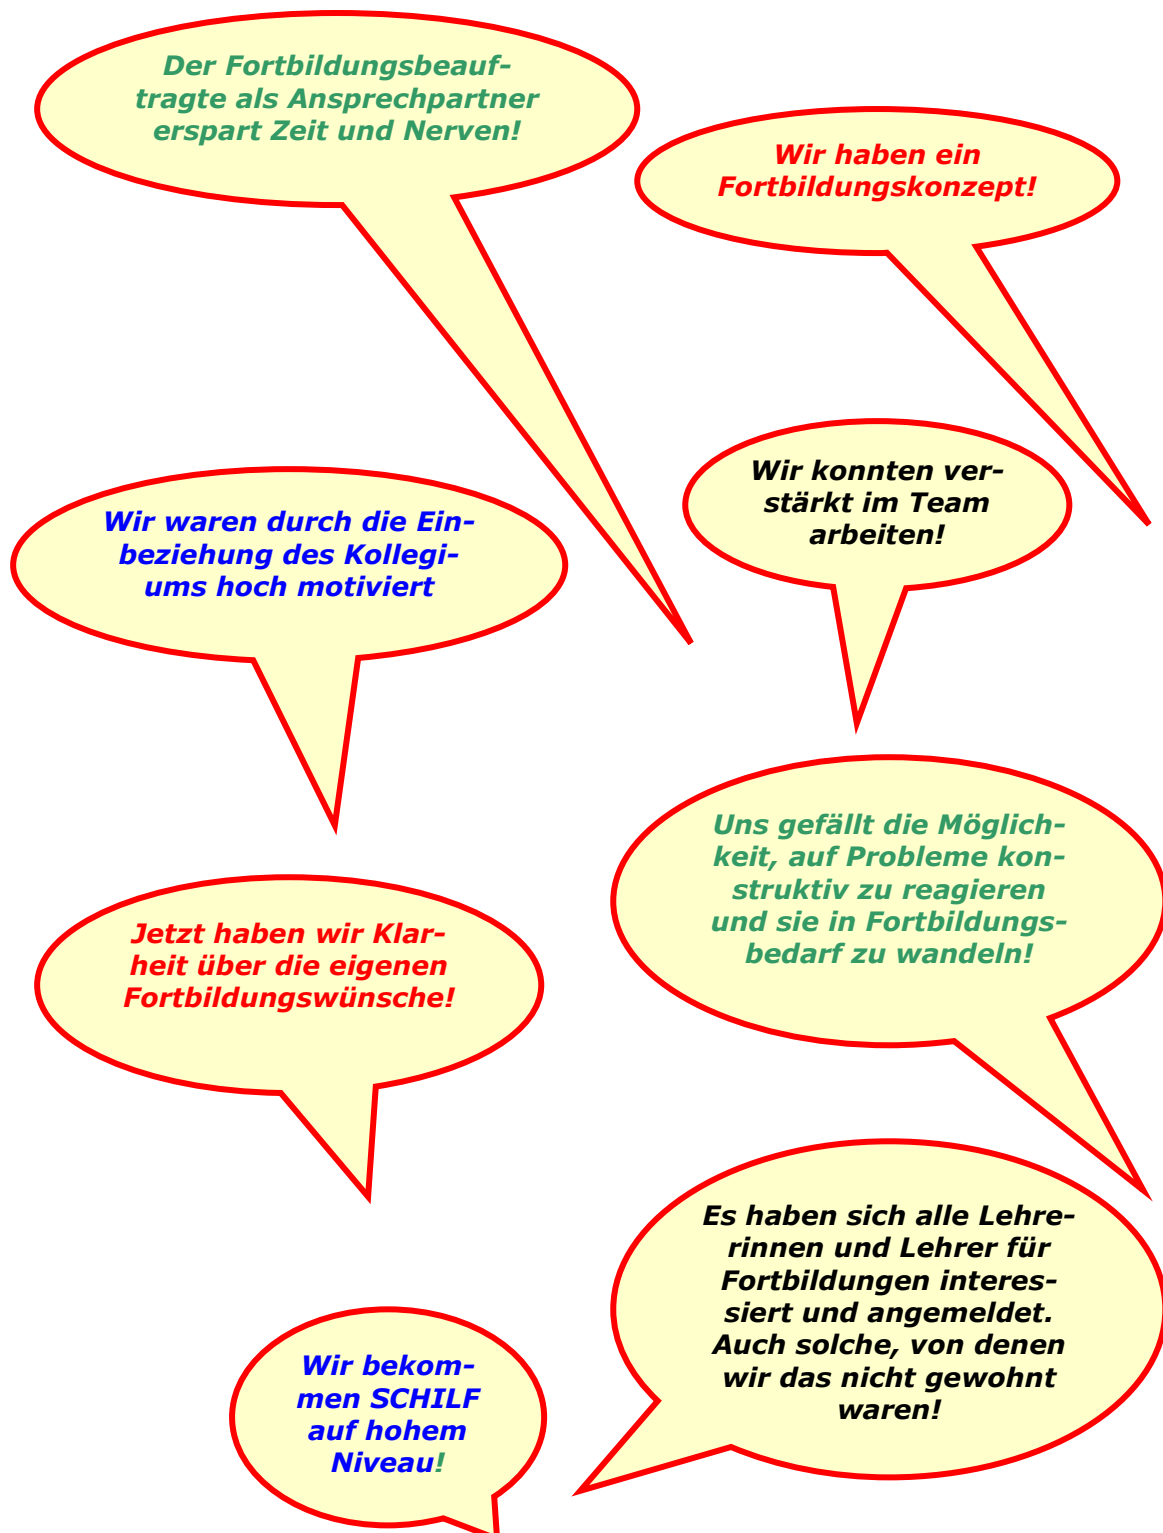 Der Fortbildungsbeauf-
tragte als Ansprechpartner
erspart Zeit und Nerven!
Wir haben ein
Fortbildungskonzept!
Wir konnten ver-
stärkt im Team
arbeiten!
Wir waren durch die Ein-
beziehung des Kollegi-
ums hoch motiviert
Uns gefällt die Möglich-
keit, auf Probleme kon-
struktiv zu reagieren
und sie in Fortbildungs-
bedarf zu wandeln!
Jetzt haben wir Klar-
heit über die eigenen
Fortbildungswünsche!
Es haben sich alle Lehre-
rinnen und Lehrer für
Fortbildungen interes-
siert und angemeldet.
Auch solche, von denen
wir das nicht gewohnt
waren!
Wir bekom-
men SCHILF
auf hohem
Niveau!